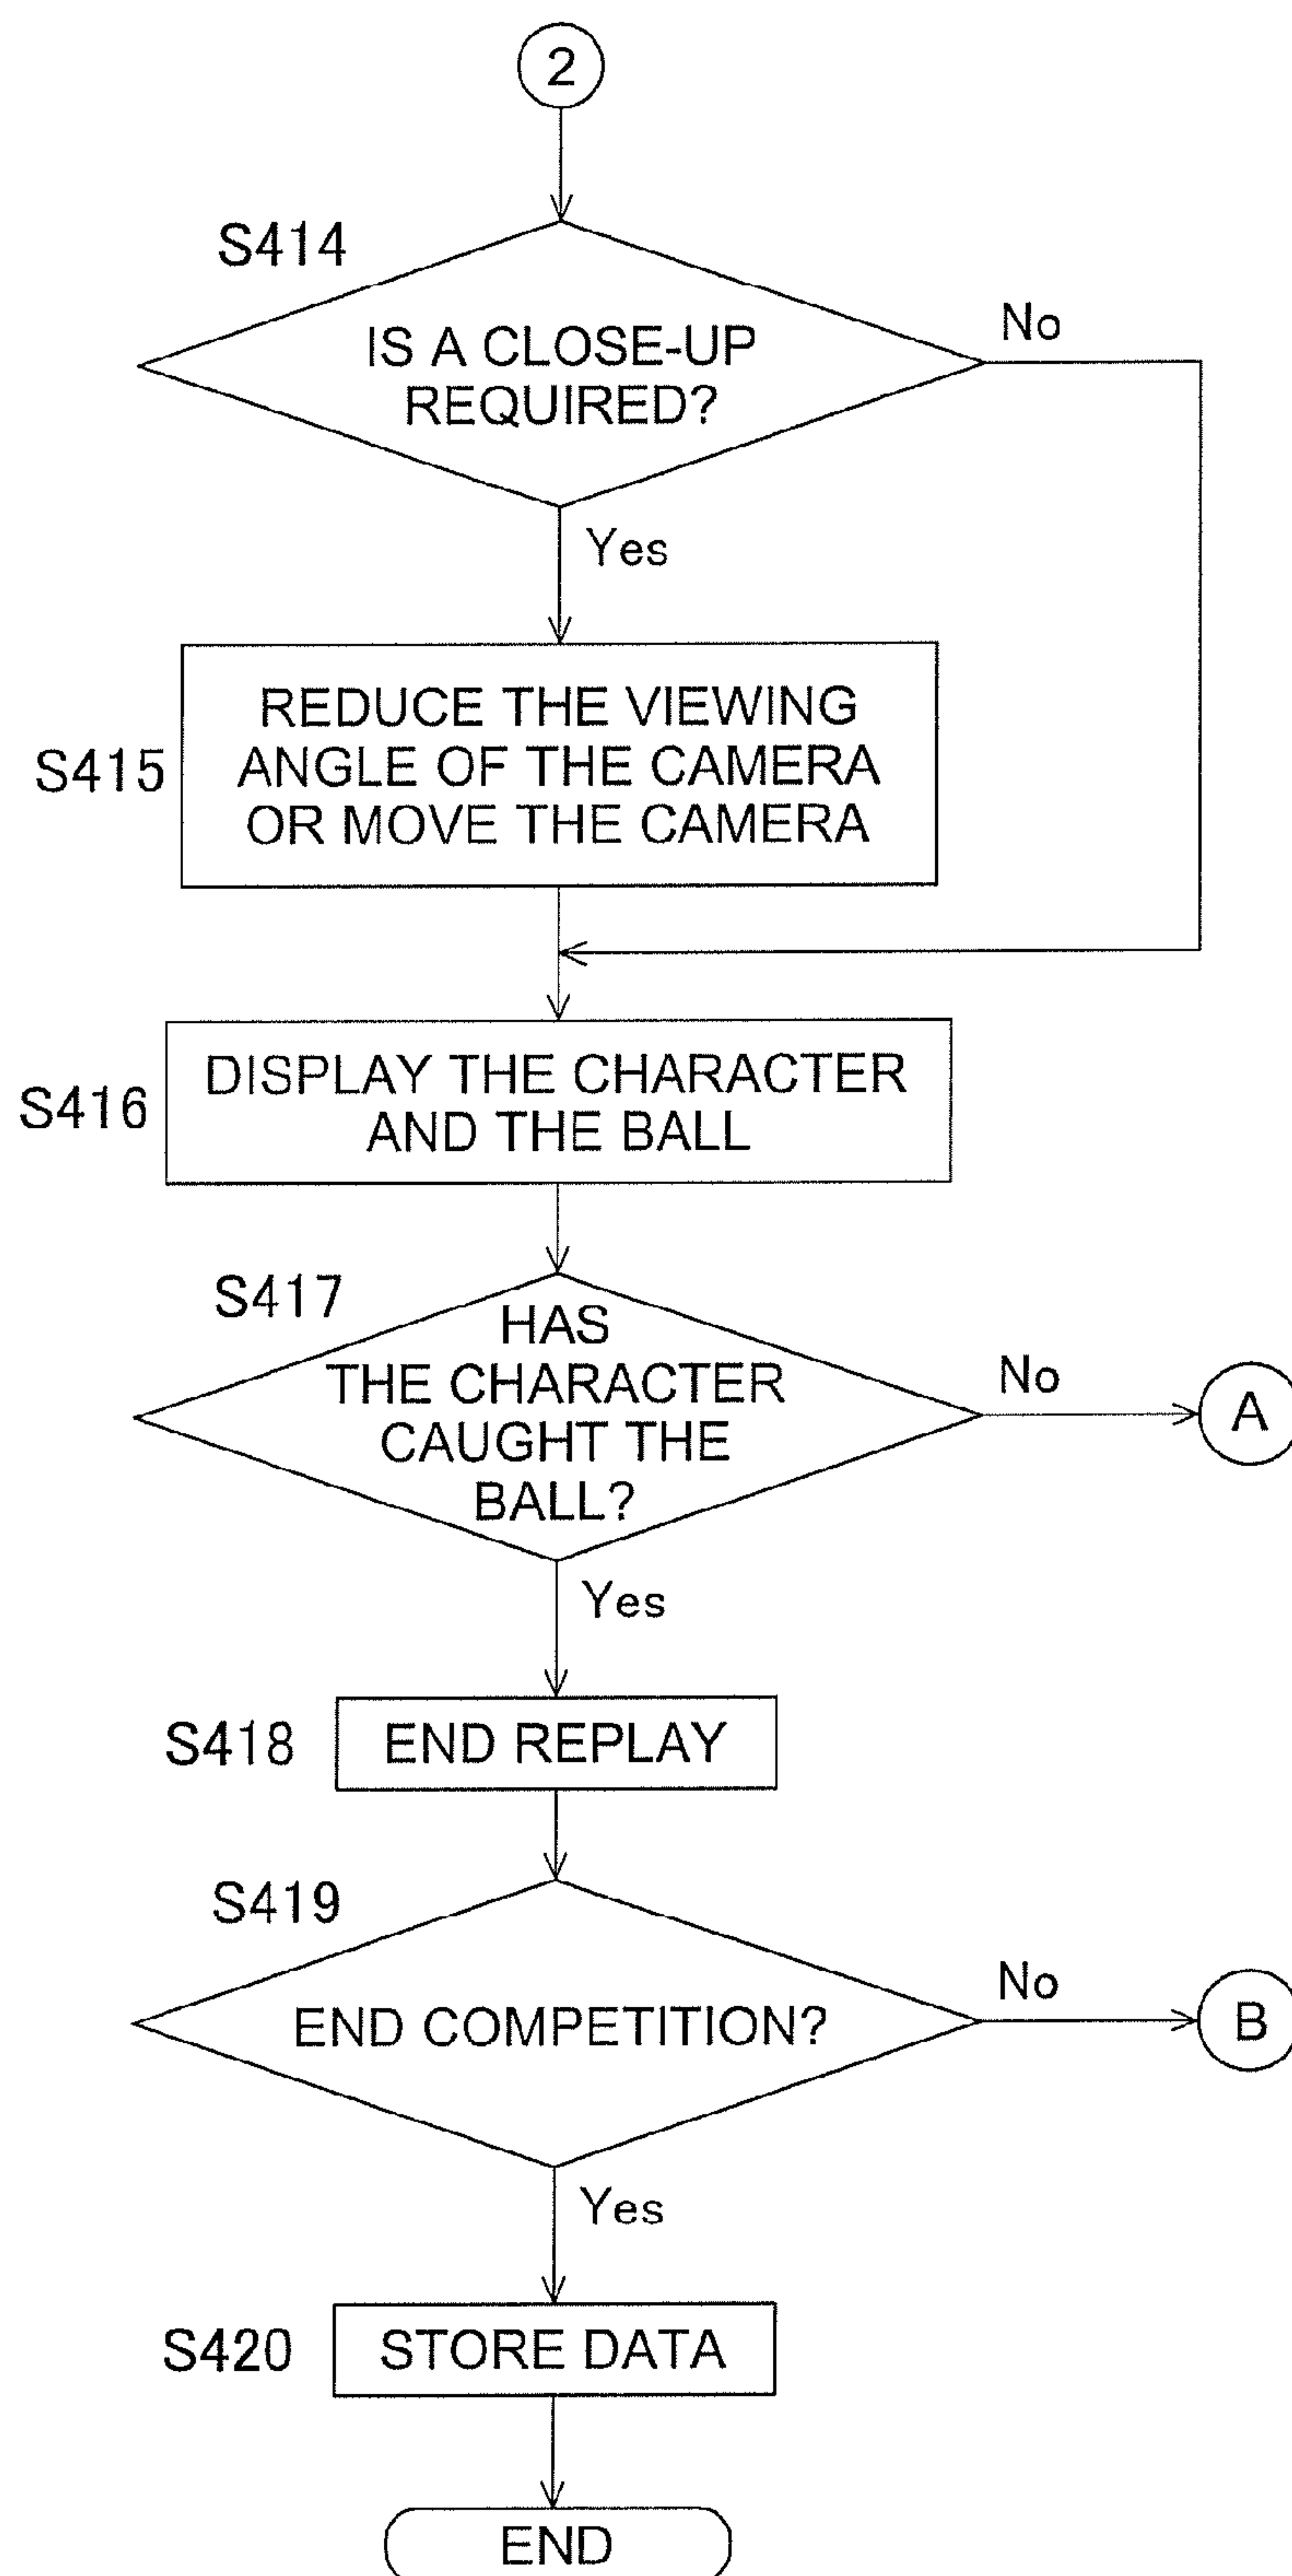 2
S414
IS A CLOSE-UP
REQUIRED?
No
Yes
S415
REDUCE THE VIEWING
ANGLE OF THE CAMERA
OR MOVE THE CAMERA
S416
DISPLAY THE CHARACTER
AND THE BALL
S417
HAS
THE CHARACTER
CAUGHT THE
BALL?
No
A
Yes
S418
END REPLAY
S419
END COMPETITION?
No
B
Yes
S420
STORE DATA
END